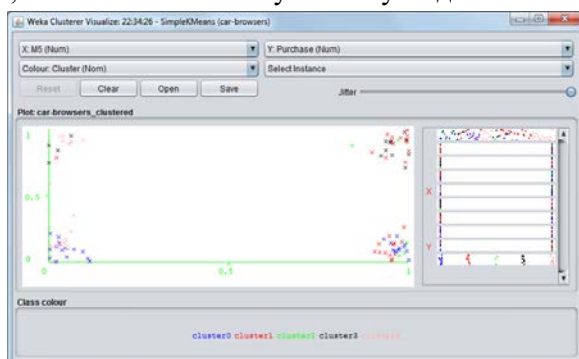 Weka Clusterer Visualize: 22:34:26 - SimpleKMeans (car-browsers)
X: M5 (Num)
Y: Purchase (Num)
Colour: Cluster (Nom)
Select Instance
Reset
Clear
Open
Save
Jitter
Plot: car-browsers_clustered
1
0.5
0
0
0.5
1
X
Y
Class colour
cluster0 cluster1 cluster2 cluster3